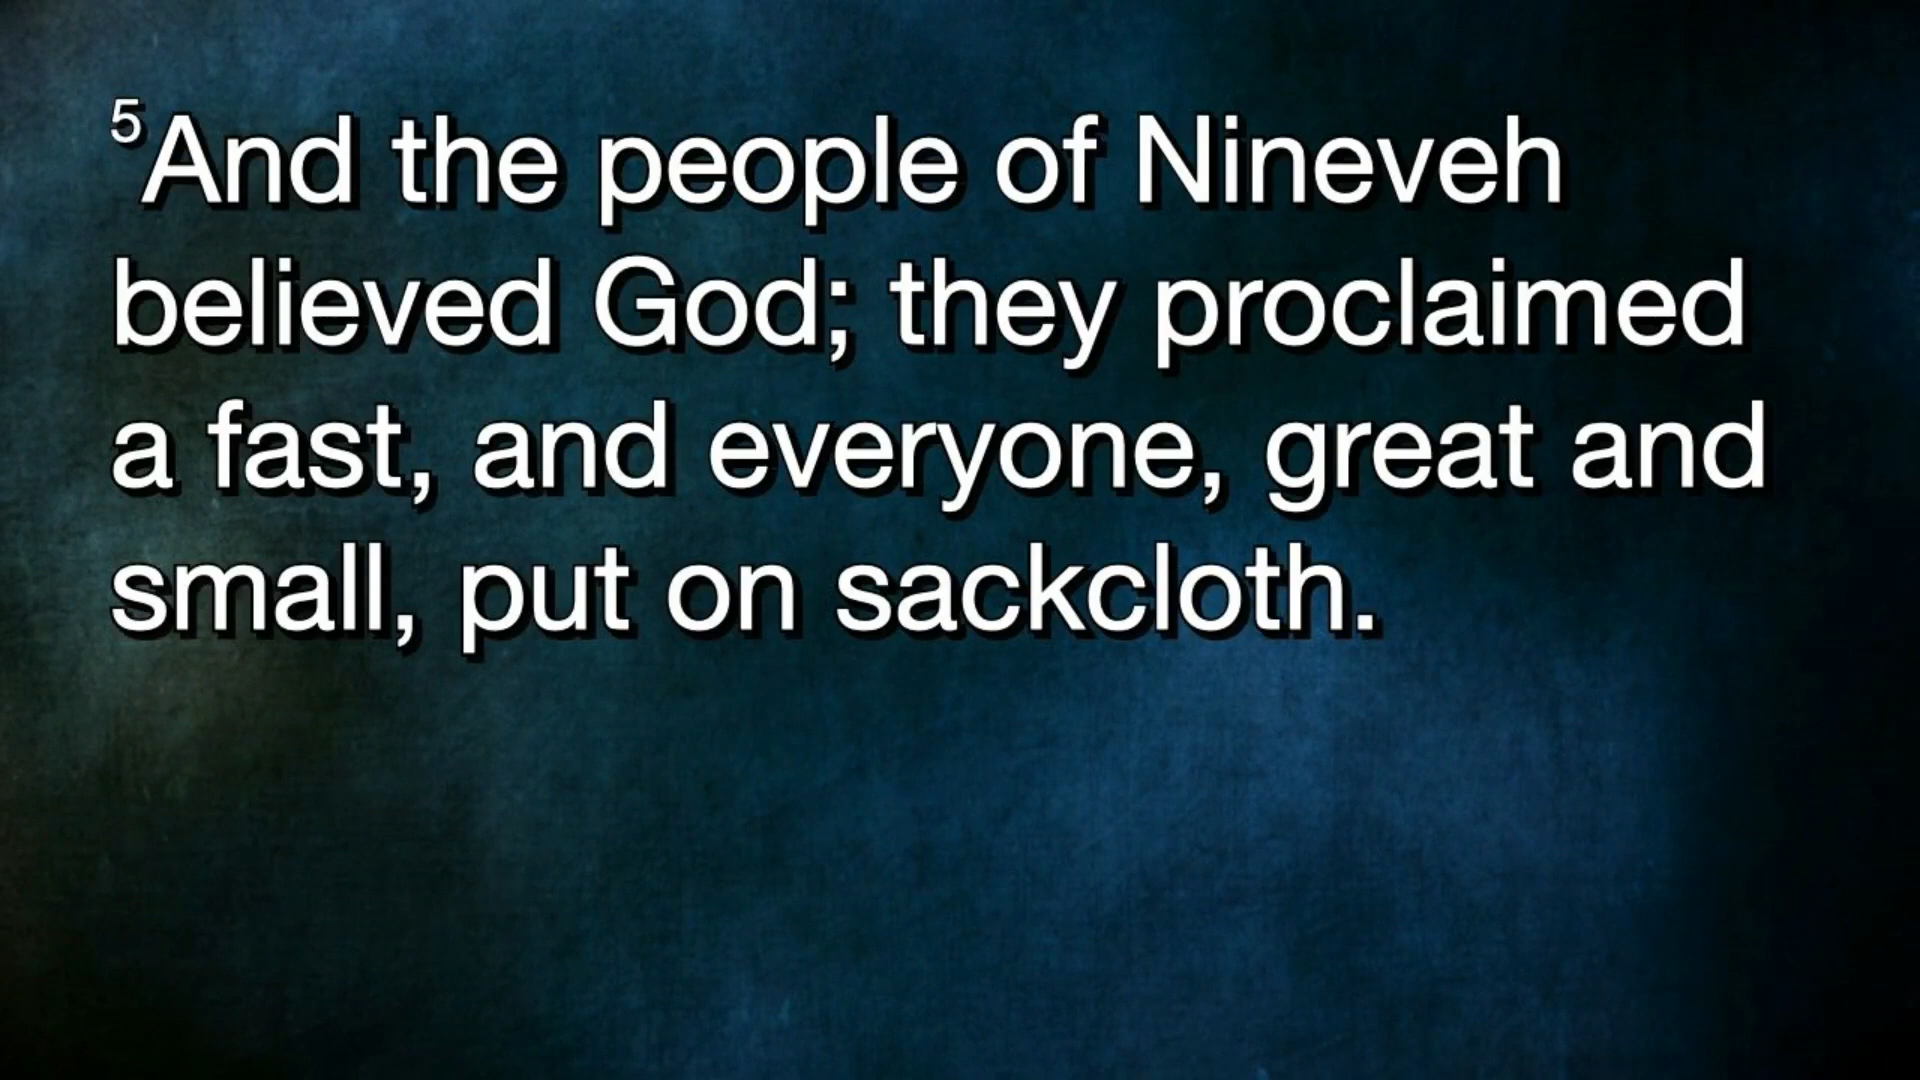 5And the people of Nineveh
believed God; they proclaimed
a fast, and everyone, great and
small, put on sackcloth.